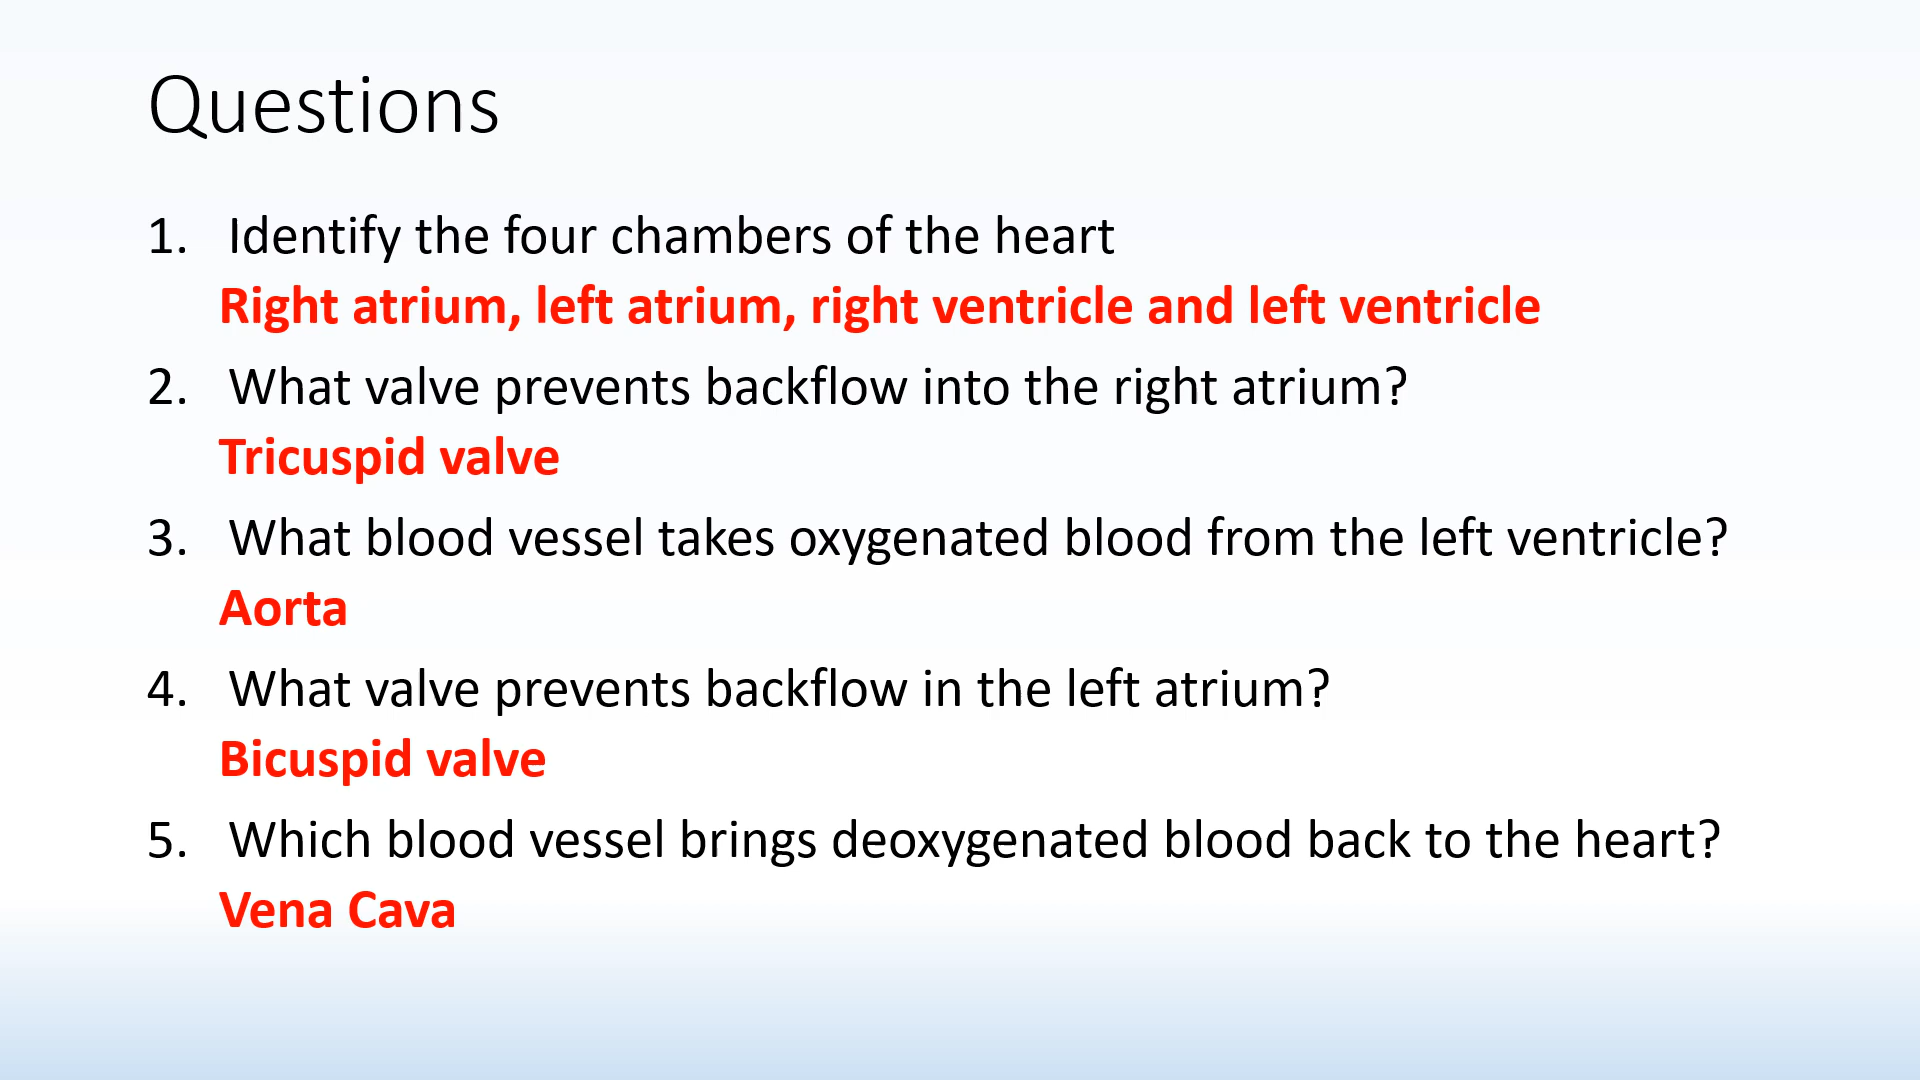 Questions
1. Identify the four chambers of the heart
Right atrium, left atrium, right ventricle and left ventricle
2. What valve prevents backflow into the right atrium?
Tricuspid valve
3. What blood vessel takes oxygenated blood from the left ventricle?
Aorta
4. What valve prevents backflow in the left atrium?
Bicuspid valve
5. Which blood vessel brings deoxygenated blood back to the heart?
Vena Cava